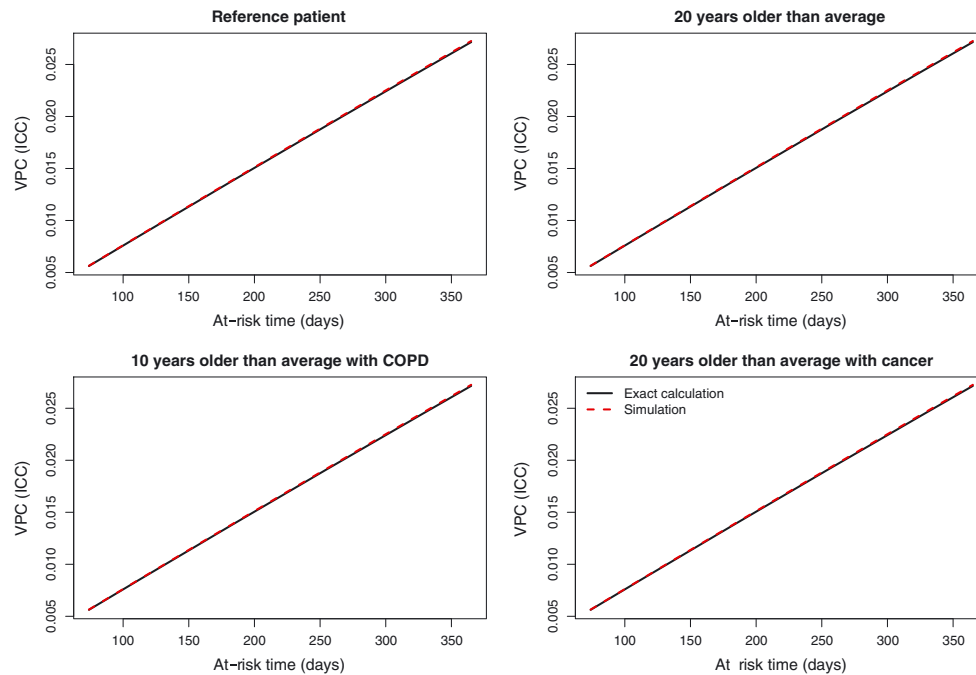 Reference patient
VPC (ICC)
0.005 0.010 0.015 0.020 0.025
100 150 200 250 300 350
At−risk time (days)
20 years older than average
VPC (ICC)
0.005 0.010 0.015 0.020 0.025
100 150 200 250 300 350
At−risk time (days)
10 years older than average with COPD
VPC (ICC)
0.005 0.010 0.015 0.020 0.025
100 150 200 250 300 350
At−risk time (days)
20 years older than average with cancer
Exact calculation
Simulation
VPC (ICC)
0.005 0.010 0.015 0.020 0.025
100 150 200 250 300 350
At risk time (days)